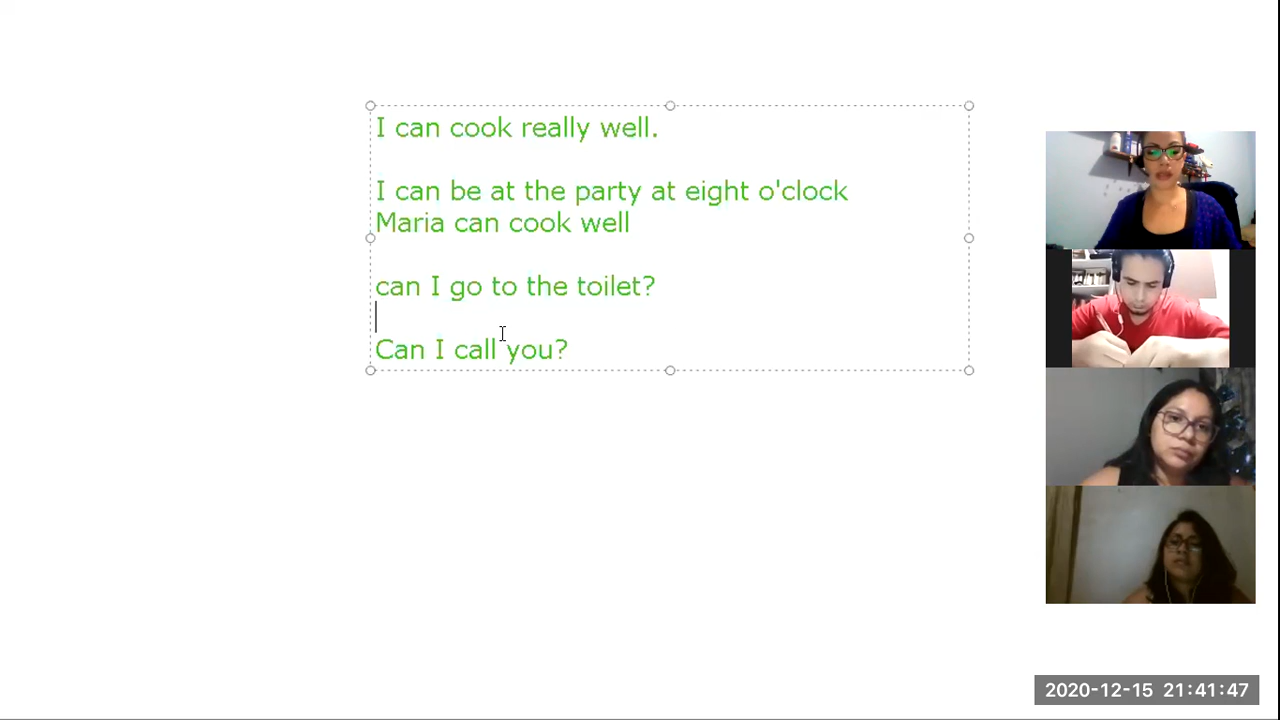 I can cook really well.
I can be at the party at eight o'clock
Maria can cook well
can I go to the toilet?
Can I call you?
2020-12-15 21:41:47